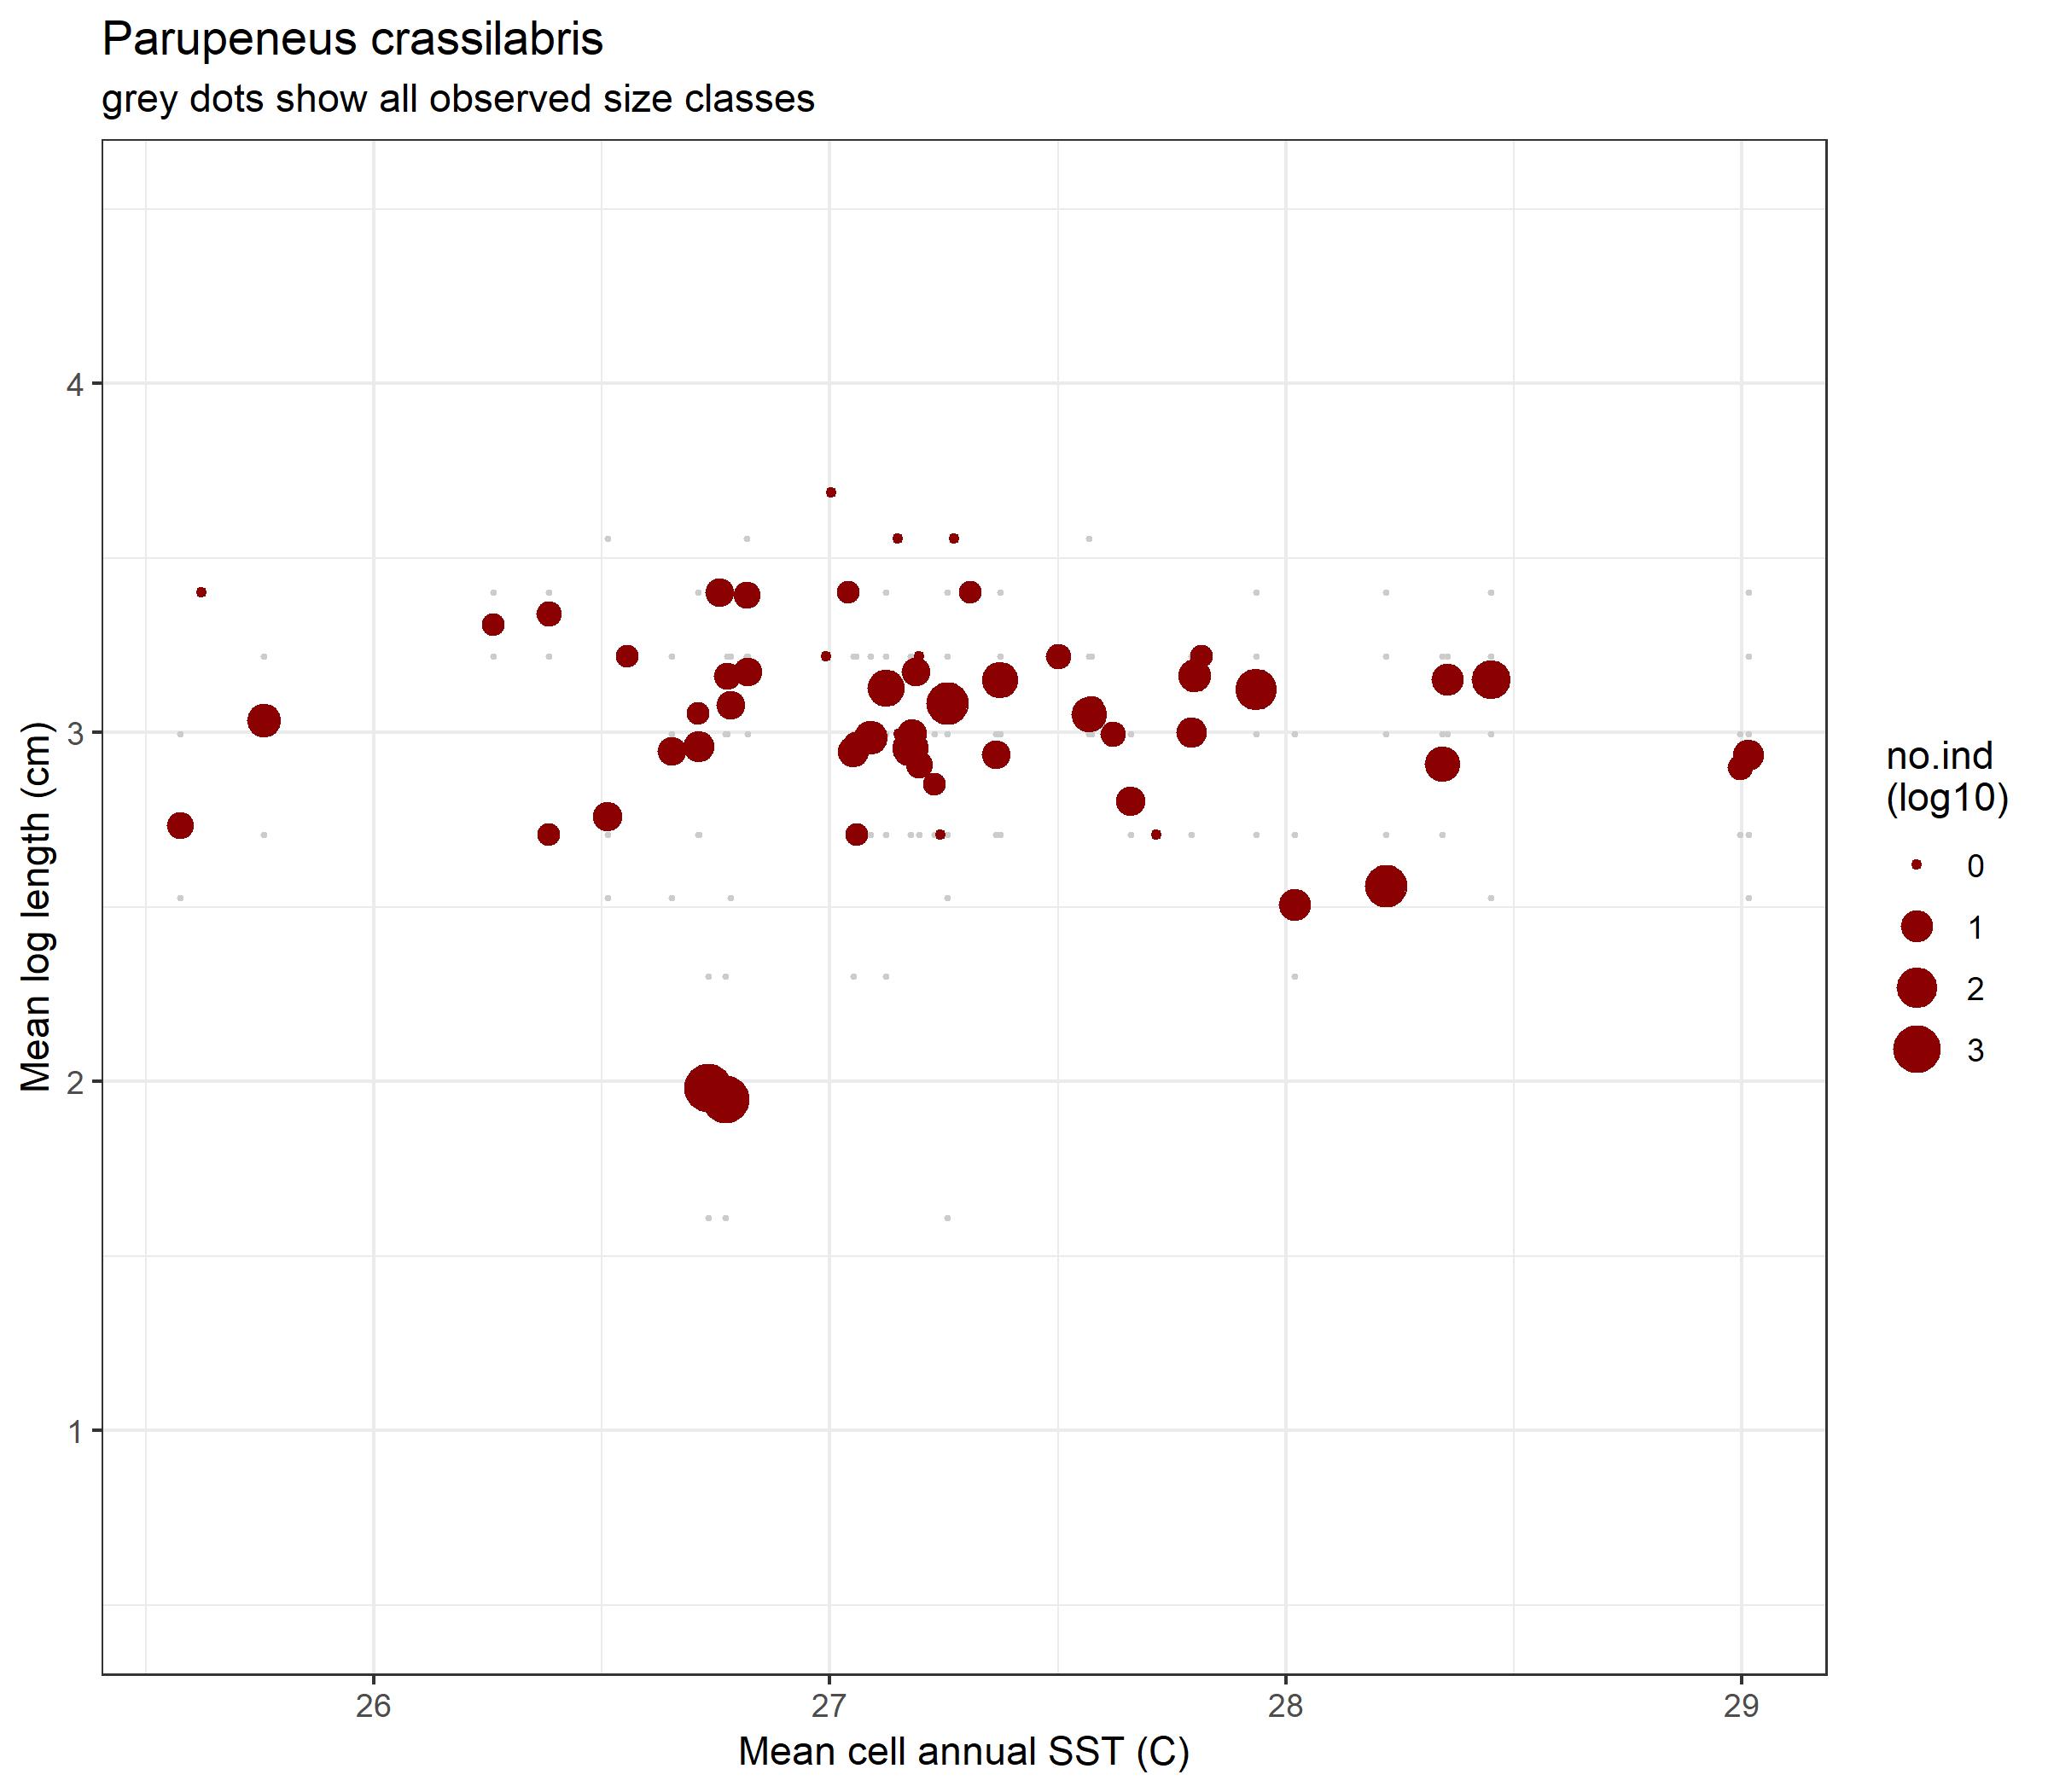 Parupeneus crassilabris
grey dots show all observed size classes
4
3
2
1
Mean log length (cm)
26 27 28 29
Mean cell annual SST (C)
no.ind
(log10)
0
1
2
3